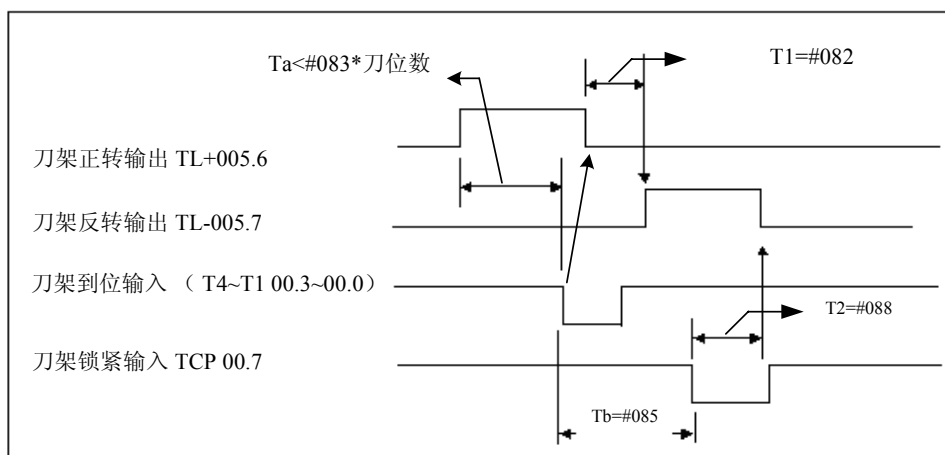 Ta<#083*刀位数
T1=#082
刀架正转输出 TL+005.6
刀架反转输出 TL-005.7
刀架到位输入 （ T4~T1 00.3~00.0）
T2=#088
刀架锁紧输入 TCP 00.7
Tb=#085